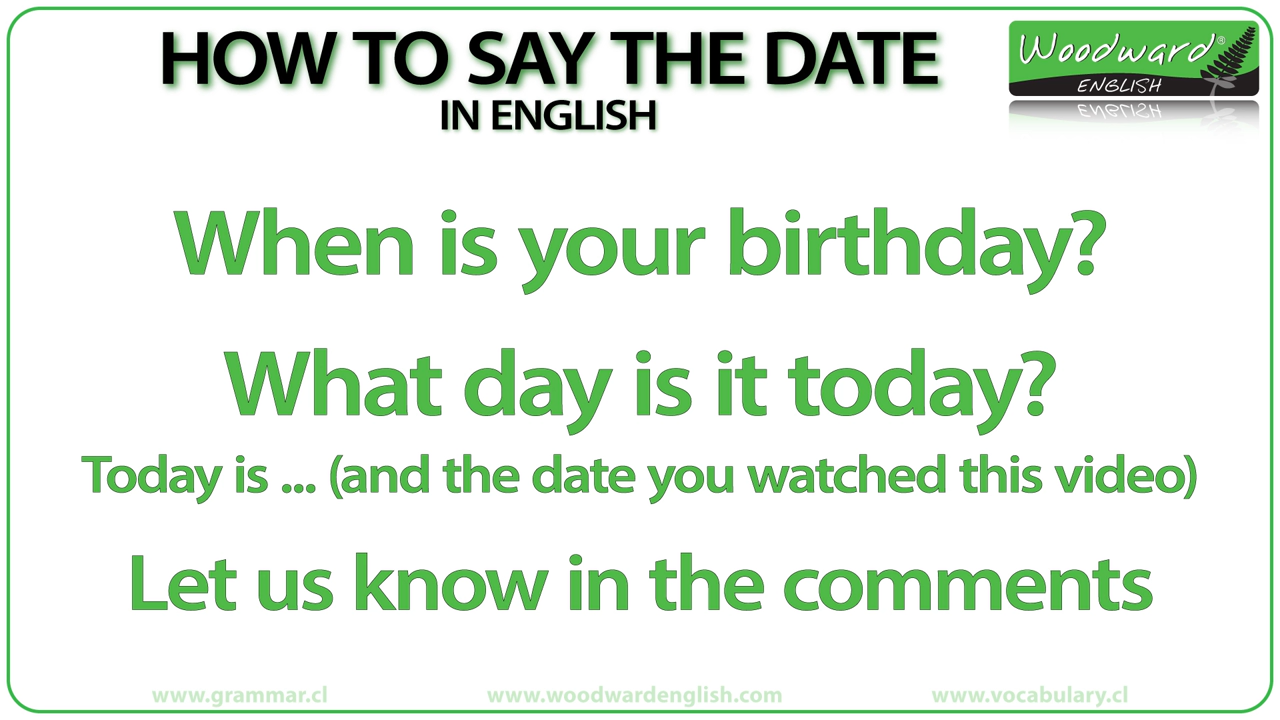 HOW TO SAY THE DATE
IN ENGLISH
Woodward®
ENGLISH
When is your birthday?
What day is it today?
Today is ... (and the date you watched this video)
Let us know in the comments
www.grammar.cl
www.woodwardenglish.com
www.vocabulary.cl